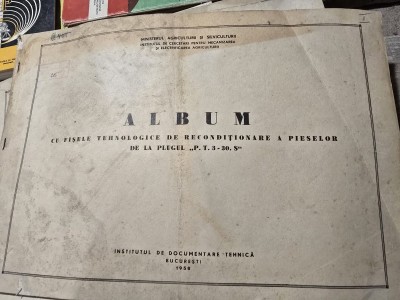 MINISTERUL AGRICULTURII ȘI SILVICULTURII
INSTITUTUL DE CERCETĂRI PENTRU MECANIZAREA
ȘI ELECTRIFICAREA AGRICULTURII
ALBUM
CU FIȘELE TEHNOLOGICE DE RECONDIȚIONARE A PIESELOR
DE LA PLUGUL „P. T. 3-30. S"
INSTITUTUL DE DOCUMENTARE TEHNICĂ
BUCUREȘTI
1958